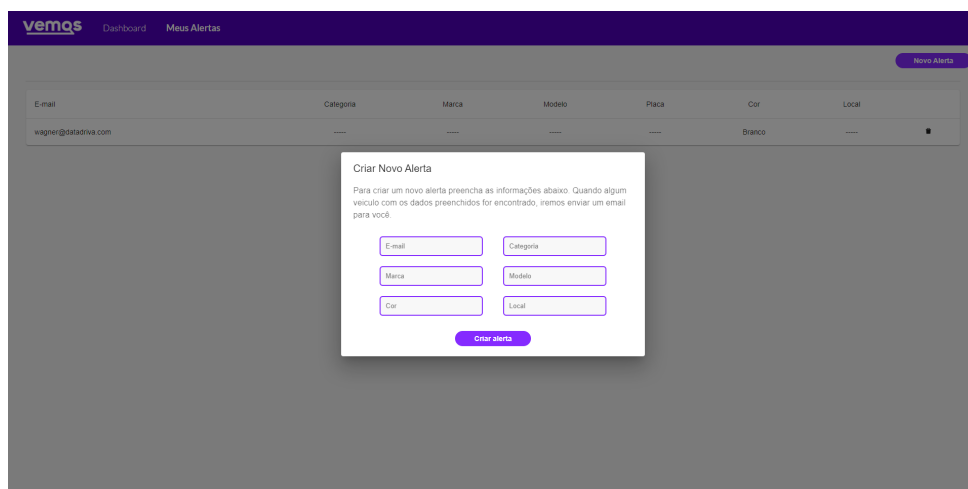 vemos
Dashboard Meus Alertas
Novo Alerta
E-mail Categoria Marca Modelo Placa Cor Local
wagner@datadriva.com ----- ----- ----- ----- Branco -----
Criar Novo Alerta
Para criar um novo alerta preencha as informações abaixo. Quando algum
veiculo com os dados preenchidos for encontrado, iremos enviar um email
para você.
E-mail Categoria
Marca Modelo
Cor Local
Criar alerta